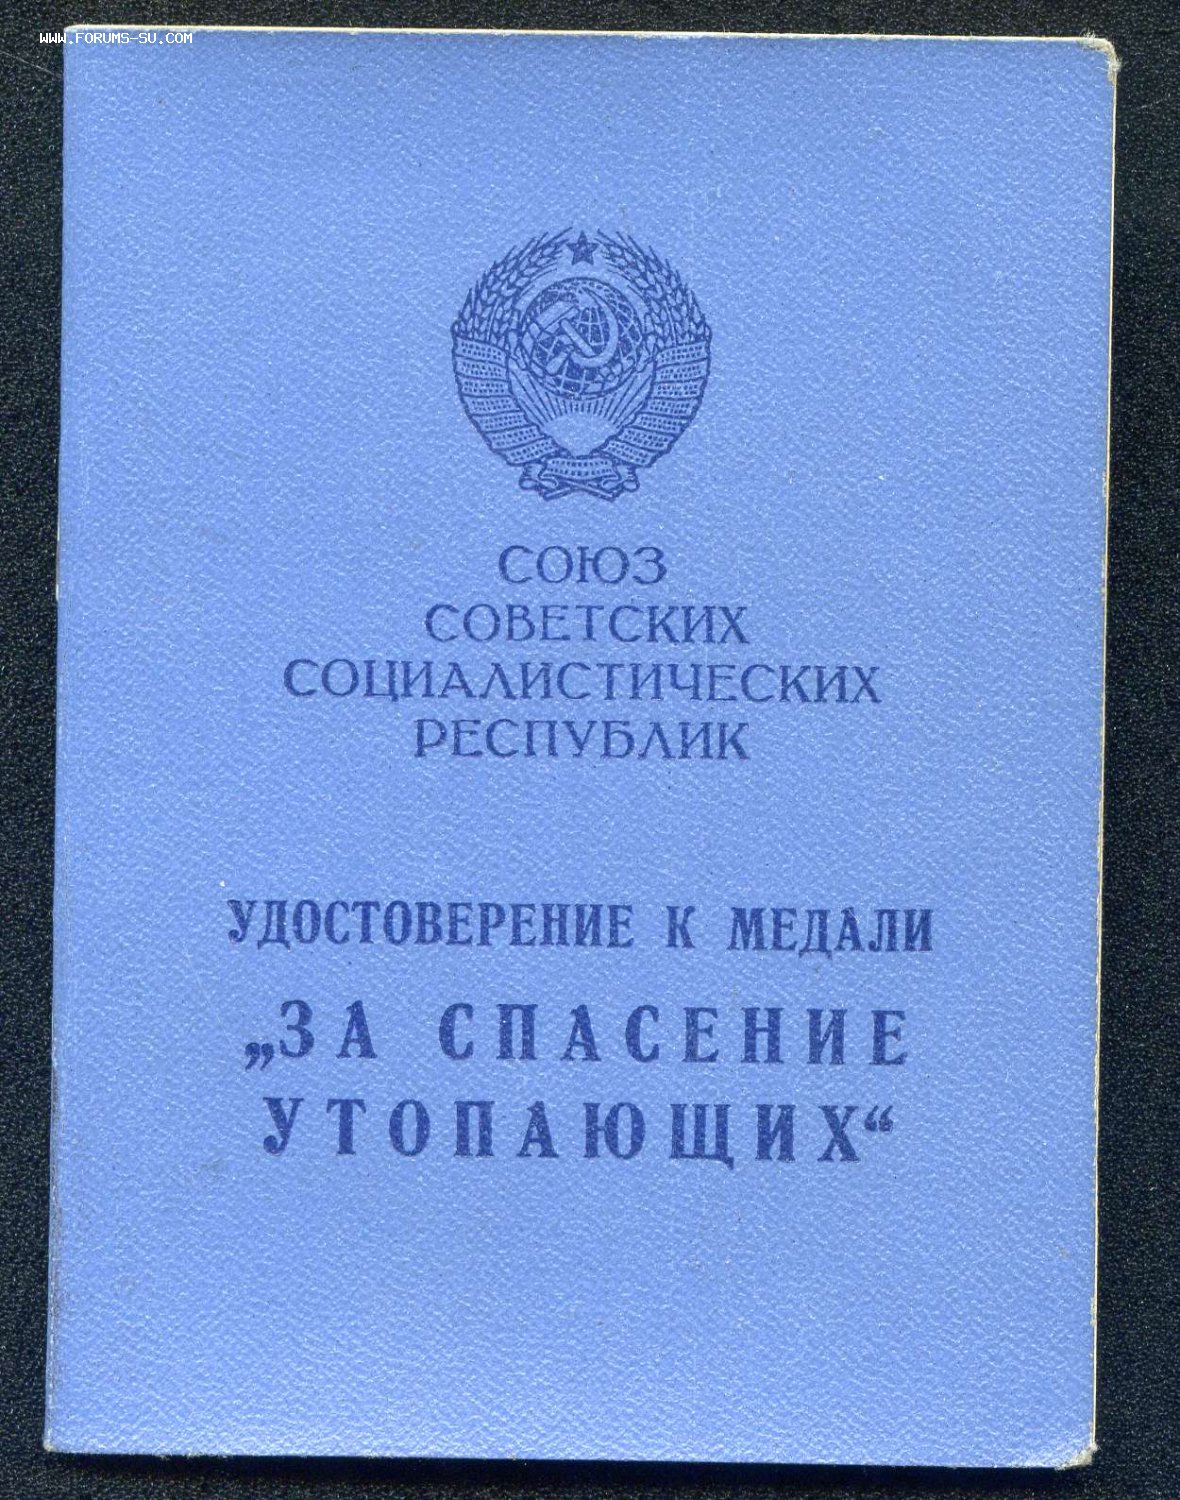 WWW.FORUMS-SU.COM
СОЮЗ
СОВЕТСКИХ
СОЦИАЛИСТИЧЕСКИХ
РЕСПУБЛИК
УДОСТОВЕРЕНИЕ К МЕДАЛИ
„ЗА СПАСЕНИЕ
УТОПАЮЩИХ“